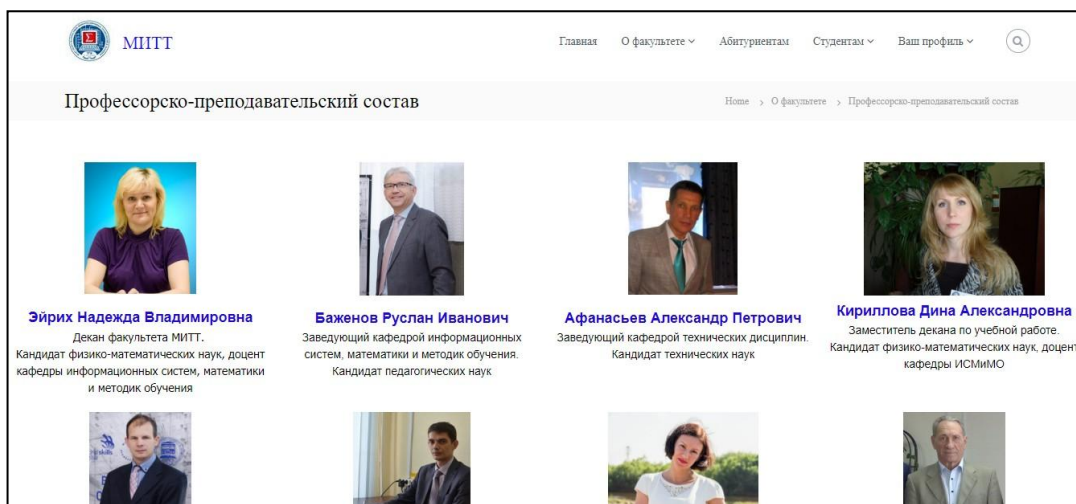 МИТТ
Главная О факультете Абитуриентам Студентам Ваш профиль
Профессорско-преподавательский состав
Home > О факультете > Профессорско-преподавательский состав
Эйрих Надежда Владимировна
Декан факультета МИТТ.
Кандидат физико-математических наук, доцент
кафедры информационных систем, математики
и методик обучения
Баженов Руслан Иванович
Заведующий кафедрой информационных
систем, математики и методик обучения.
Кандидат педагогических наук
Афанасьев Александр Петрович
Заведующий кафедрой технических дисциплин.
Кандидат технических наук
Кириллова Дина Александровна
Заместитель декана по учебной работе.
Кандидат физико-математических наук, доцент
кафедры ИСМиМО